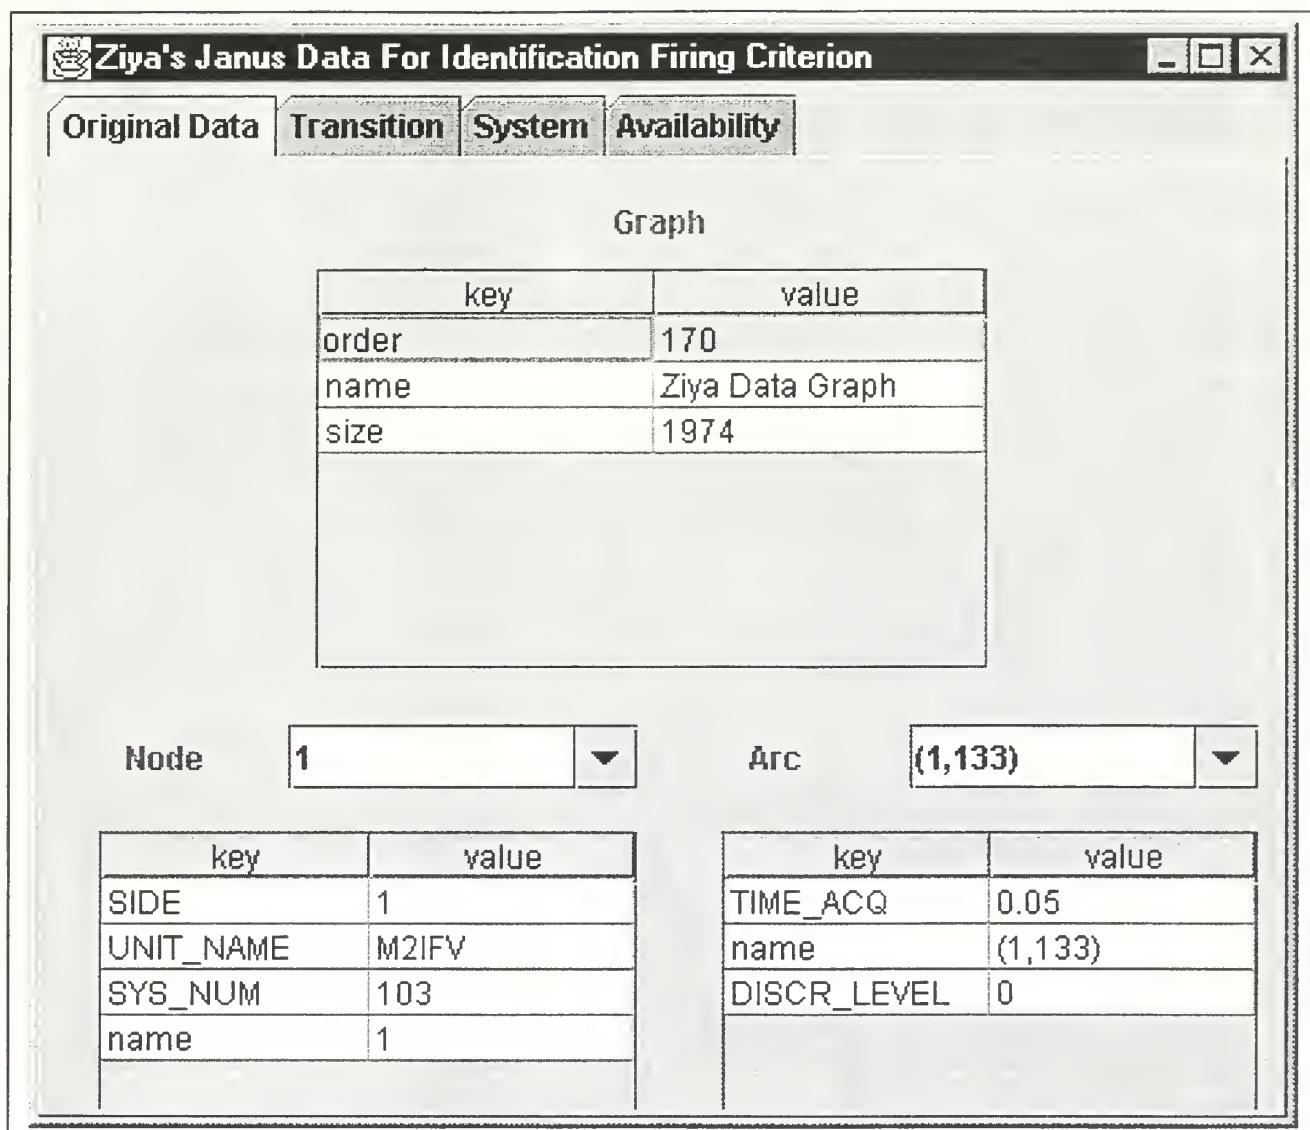 Ziya's Janus Data For Identification Firing Criterion
Original Data Transition System Availability
Graph
key value
order 170
name Ziya Data Graph
size 1974
Node 1 Arc (1,133)
key value
SIDE 1
UNIT_NAME M2IFV
SYS_NUM 103
name 1
key value
TIME_ACQ 0.05
name (1,133)
DISCR_LEVEL 0